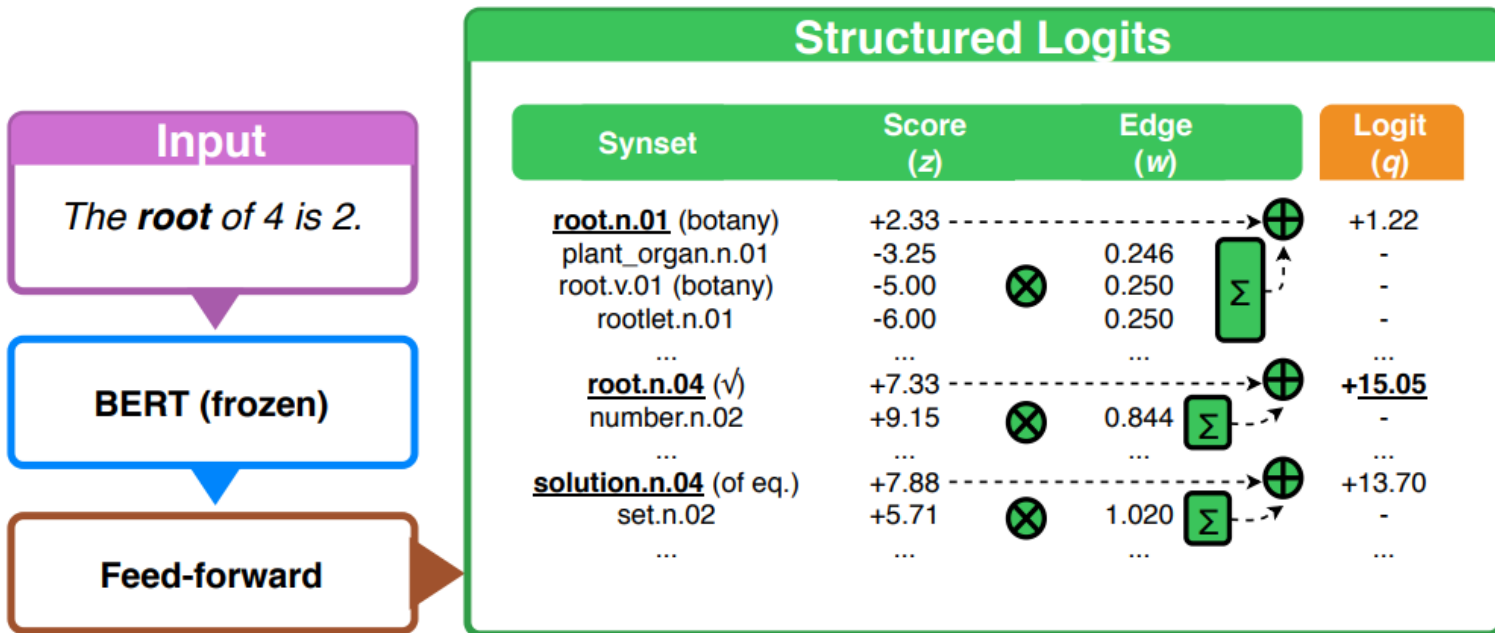 Structured Logits
Input
The root of 4 is 2.
BERT (frozen)
Feed-forward
Synset Score (z) Edge (w) Logit (q)
root.n.01 (botany) +2.33 +1.22
plant_organ.n.01 -3.25 0.246 -
root.v.01 (botany) -5.00 ⊗ 0.250 Σ -
rootlet.n.01 -6.00 0.250 -
... ... ... ...
root.n.04 (√) +7.33 ⊕ +15.05
number.n.02 +9.15 ⊗ 0.844 Σ -
... ... ... ...
solution.n.04 (of eq.) +7.88 ⊕ +13.70
set.n.02 +5.71 ⊗ 1.020 Σ -
... ... ... ...